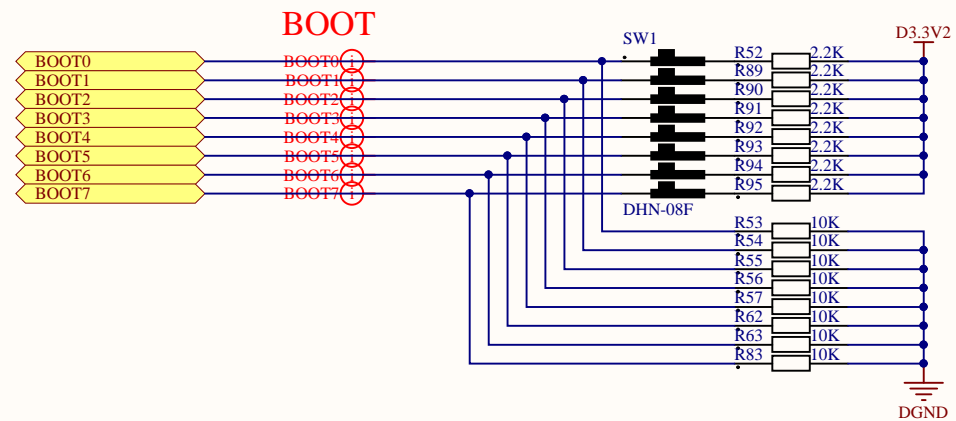 BOOT
D3.3V2
SW1
BOOT0 BOOT0 i R52 2.2K
BOOT1 BOOT1 i R89 2.2K
BOOT2 BOOT2 i R90 2.2K
BOOT3 BOOT3 i R91 2.2K
BOOT4 BOOT4 i R92 2.2K
BOOT5 BOOT5 i R93 2.2K
BOOT6 BOOT6 i R94 2.2K
BOOT7 BOOT7 i R95 2.2K
DHN-08F
R53 10K
R54 10K
R55 10K
R56 10K
R57 10K
R62 10K
R63 10K
R83 10K
DGND